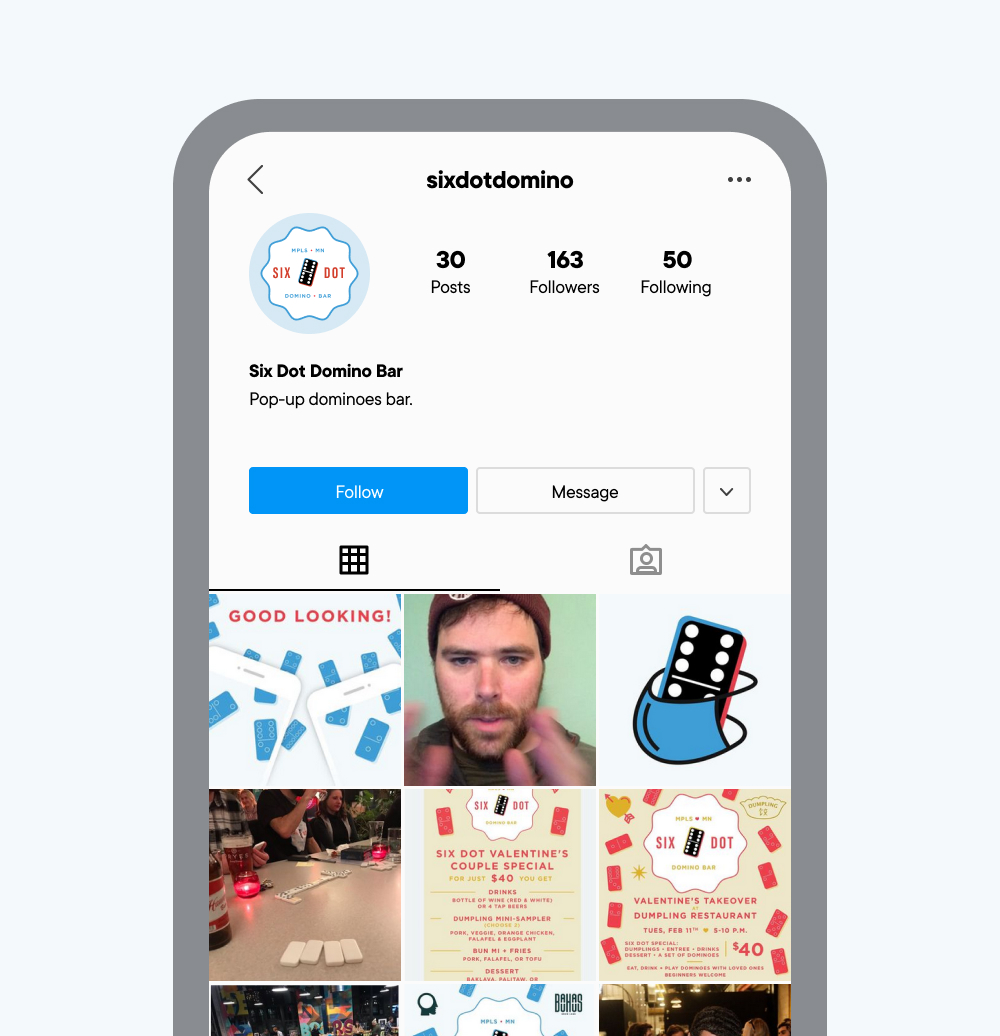 sixdotdomino
MPLS • MN
SIX DOT
DOMINO • BAR
30 163 50
Posts Followers Following
Six Dot Domino Bar
Pop-up dominoes bar.
Follow Message
GOOD LOOKING!
SIX DOT
DOMINO BAR
SIX DOT VALENTINE'S
COUPLE SPECIAL
FOR JUST $40 YOU GET
DRINKS
BOTTLE OF WINE (RED & WHITE)
OR 4 TAP BEERS
DUMPLING MINI-SAMPLER
(CHOOSE 2)
PORK, VEGGIE, ORANGE CHICKEN,
FALAFEL & EGGPLANT
BUN MI + FRIES
PORK, FALAFEL, OR TOFU
DESSERT
BAKLAVA, PALITAW, OR
DUMPLING
MPLS ♥ MN
SIX DOT
DOMINO BAR
VALENTINE'S TAKEOVER
AT
DUMPLING RESTAURANT
TUES, FEB 11TH ♥ 5-10 P.M.
SIX DOT SPECIAL:
DUMPLINGS • ENTREE • DRINKS
DESSERT • A SET OF DOMINOES
$40
EAT, DRINK + PLAY DOMINOES WITH LOVED ONES
BEGINNERS WELCOME
MPLS • MN